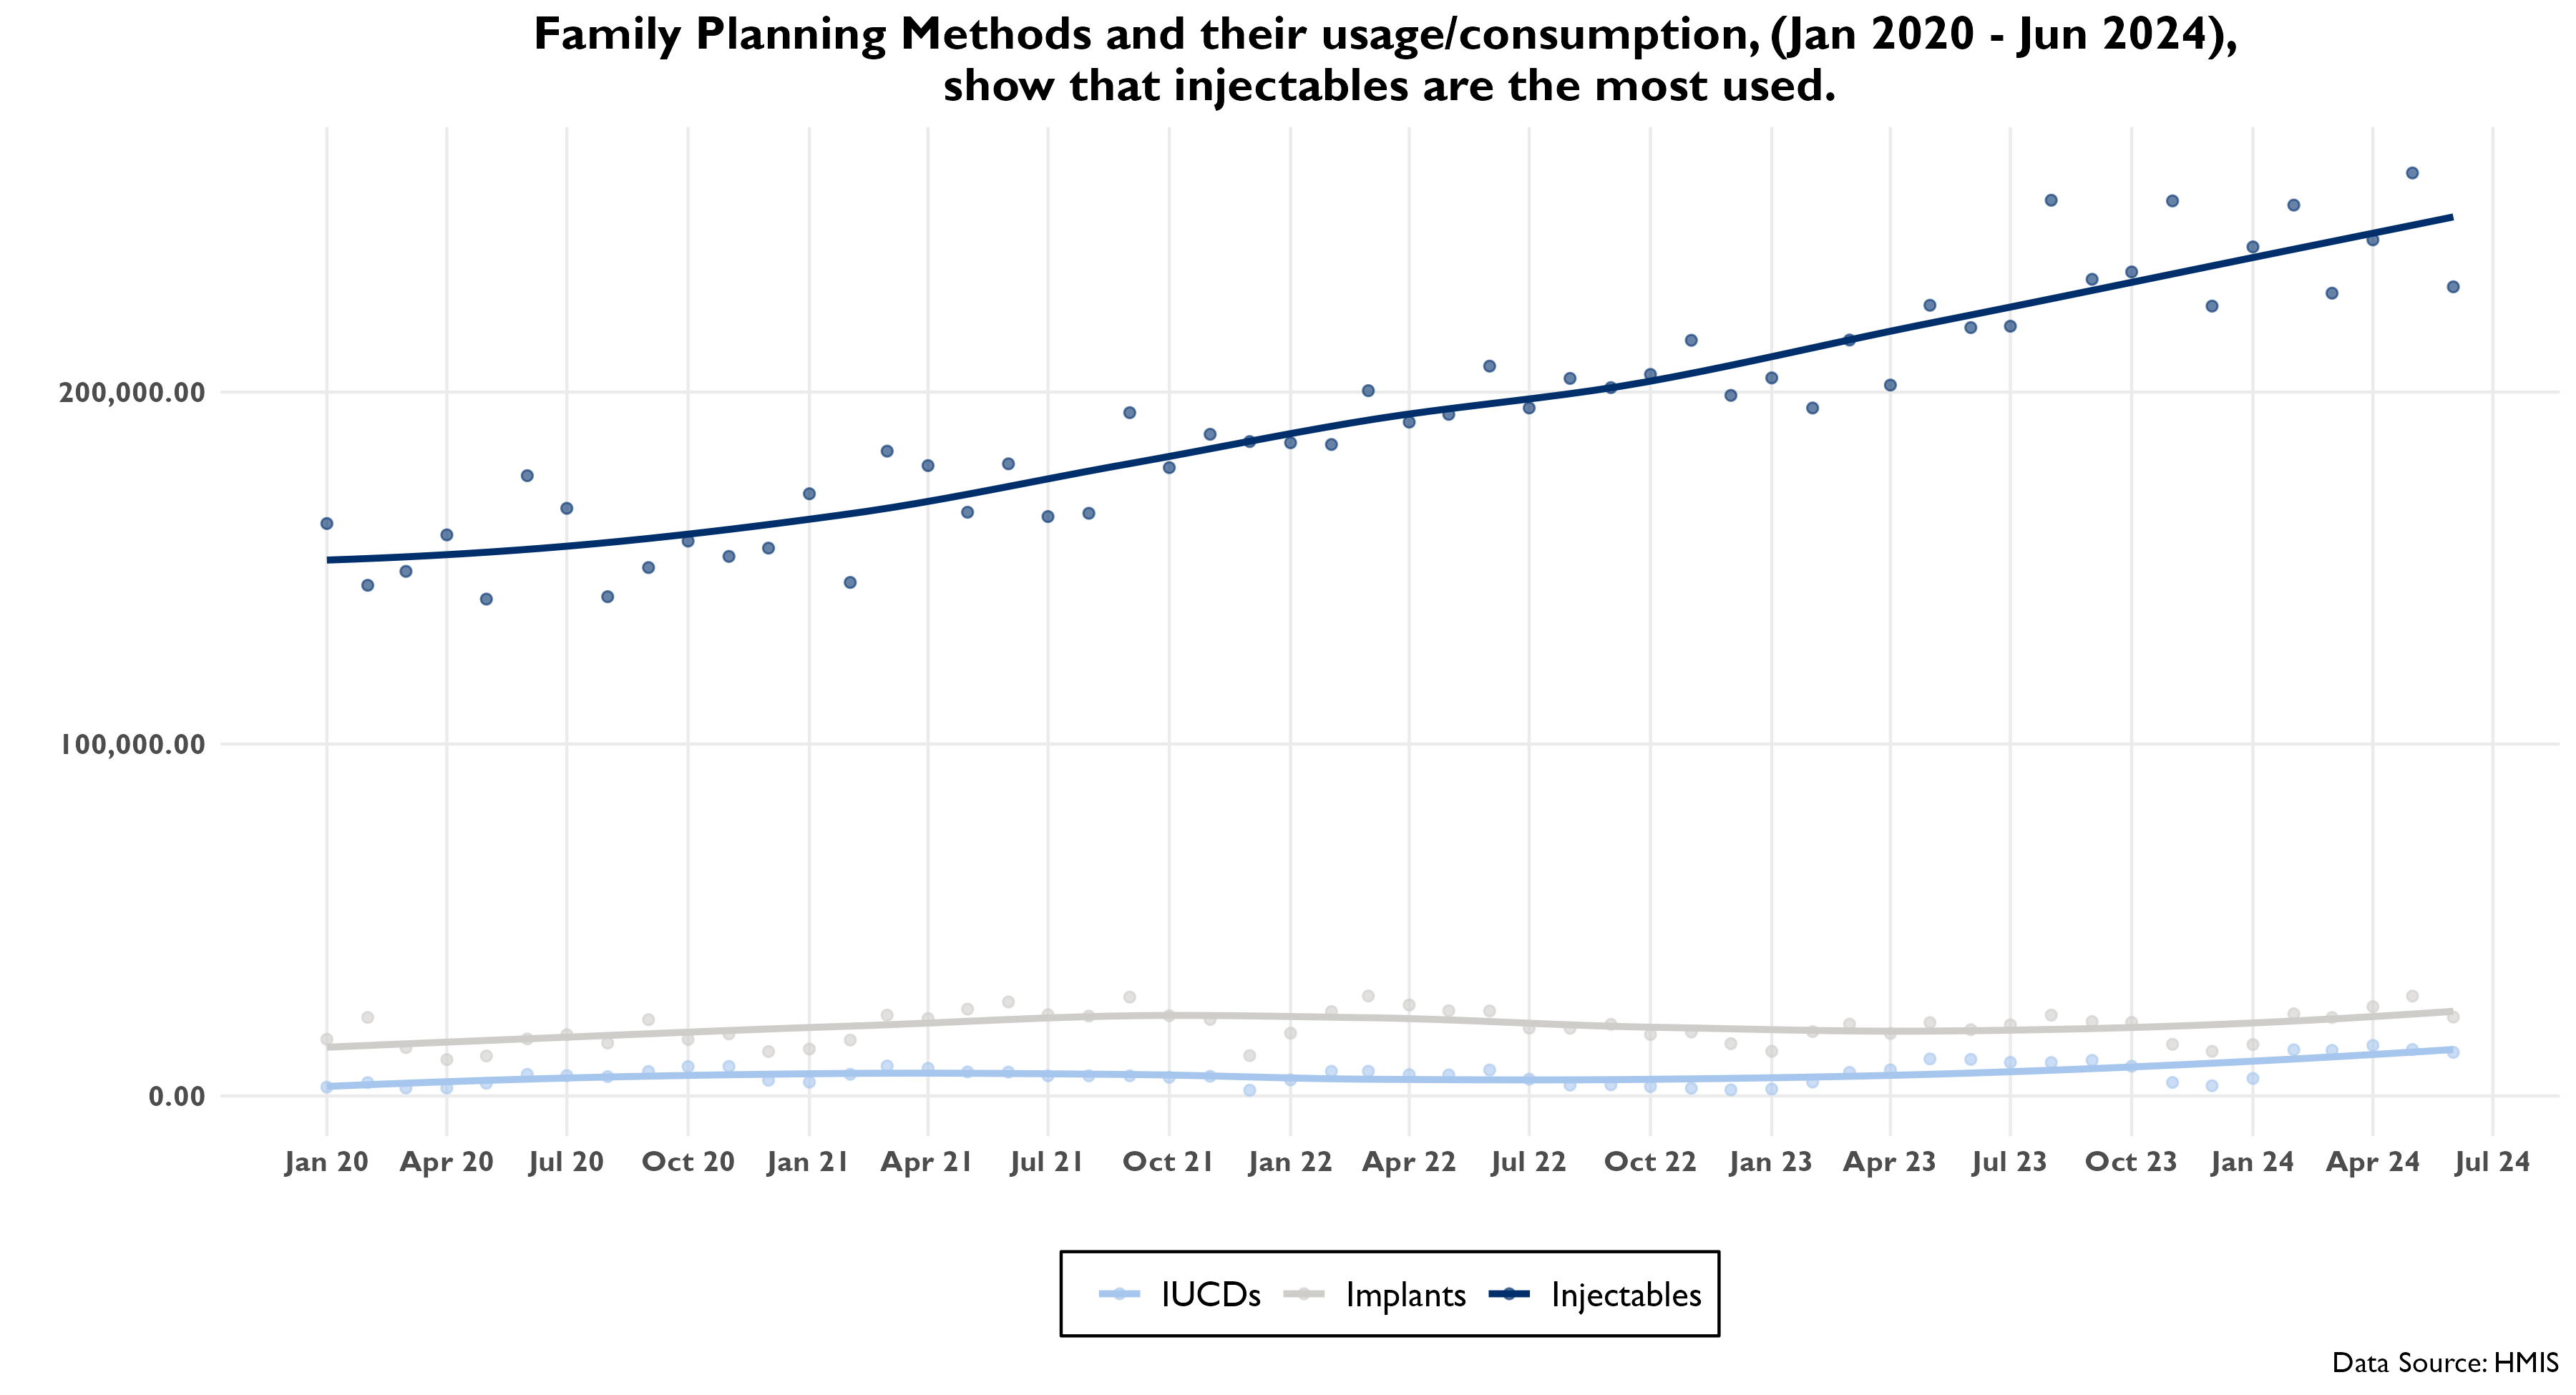 Family Planning Methods and their usage/consumption, (Jan 2020 - Jun 2024),
show that injectables are the most used.
200,000.00
100,000.00
0.00
Jan 20 Apr 20 Jul 20 Oct 20 Jan 21 Apr 21 Jul 21 Oct 21 Jan 22 Apr 22 Jul 22 Oct 22 Jan 23 Apr 23 Jul 23 Oct 23 Jan 24 Apr 24 Jul 24
IUCDs Implants Injectables
Data Source: HMIS